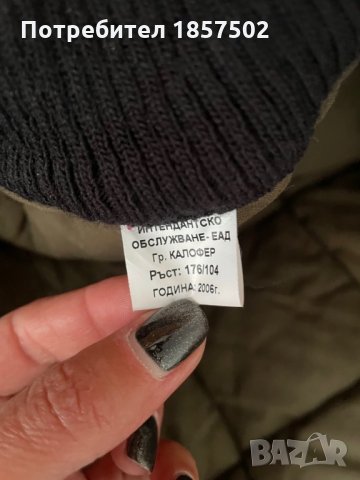 Потребител 1857502
ИНТЕНДАНТСКО
ОБСЛУЖВАНЕ- ЕАД
Гр. КАЛОФЕР
Ръст: 176/104
ГОДИНА: 2006г.
BAZAR